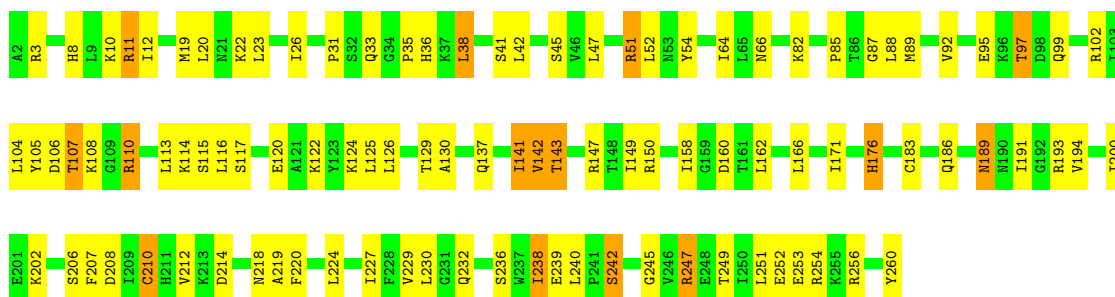 A2 R3 H8 L9 K10 R11 I12 M19 L20 N21 K22 L23 I26 P31 S32 Q33 G34 P35 H36 K37 L38 S41 L42 S45 V46 L47 R51 L52 N53 Y54 I64 L65 N66 K82 P85 T86 G87 L88 M89 V92 E95 K96 T97 D98 Q99 R102 I103
L104 Y105 D106 T107 K108 G109 R110 L113 K114 S115 L116 S117 E120 A121 K122 Y123 K124 L125 L126 T129 A130 Q137 I141 V142 T143 R147 T148 I149 R150 I158 G159 D160 T161 L162 L166 I171 H176 C183 Q186 N189 N190 I191 G192 R193 V194
E201 K202 S206 F207 D208 I209 C210 H211 V212 K213 D214 N218 A219 F220 L224 I227 F228 V229 L230 G231 Q232 S236 W237 I238 E239 L240 P241 S242 G245 V246 R247 E248 T249 I250 L251 E252 E253 R254 K255 R256 Y260